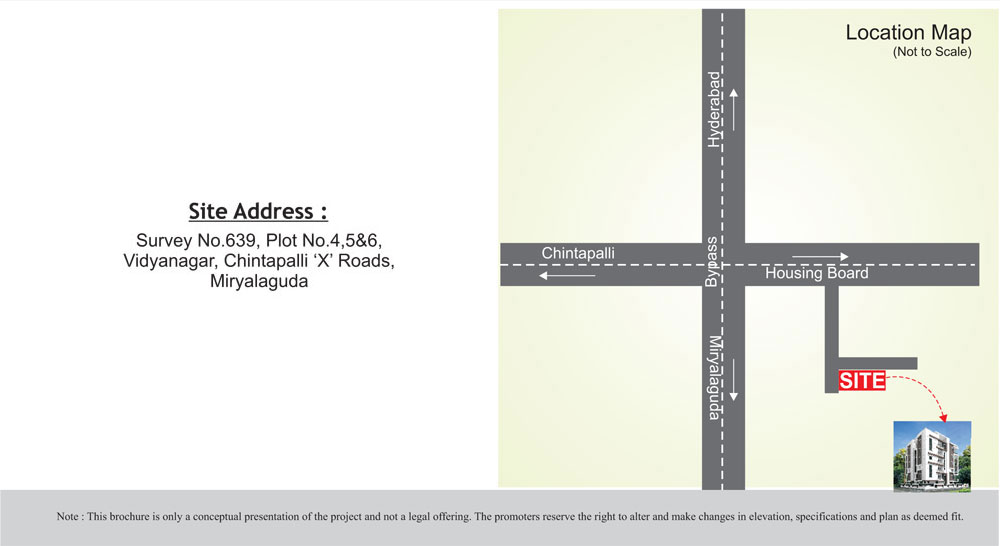 Site Address :
Survey No.639, Plot No.4,5&6,
Vidyanagar, Chintapalli ‘X’ Roads,
Miryalaguda
Location Map
(Not to Scale)
Hyderabad
Chintapalli
Bypass
Housing Board
Miryalaguda
SITE
Note : This brochure is only a conceptual presentation of the project and not a legal offering. The promoters reserve the right to alter and make changes in elevation, specifications and plan as deemed fit.